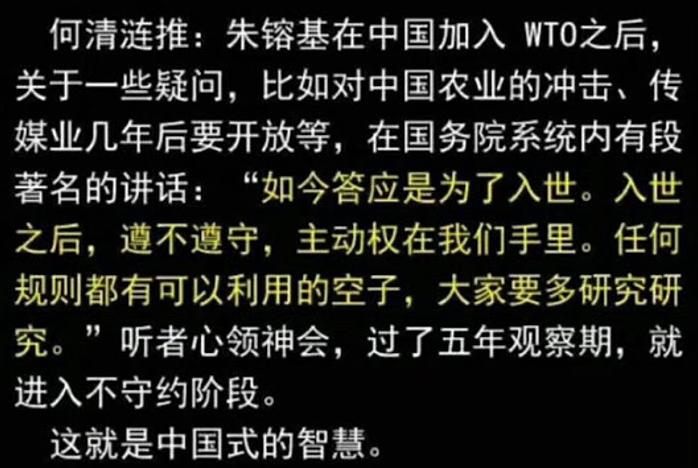 何清涟推：朱镕基在中国加入 WTO之后，
关于一些疑问，比如对中国农业的冲击、传
媒业几年后要开放等，在国务院系统内有段
著名的讲话：“如今答应是为了入世。入世
之后，遵不遵守，主动权在我们手里。任何
规则都有可以利用的空子，大家要多研究研
究。”听者心领神会，过了五年观察期，就
进入不守约阶段。
这就是中国式的智慧。